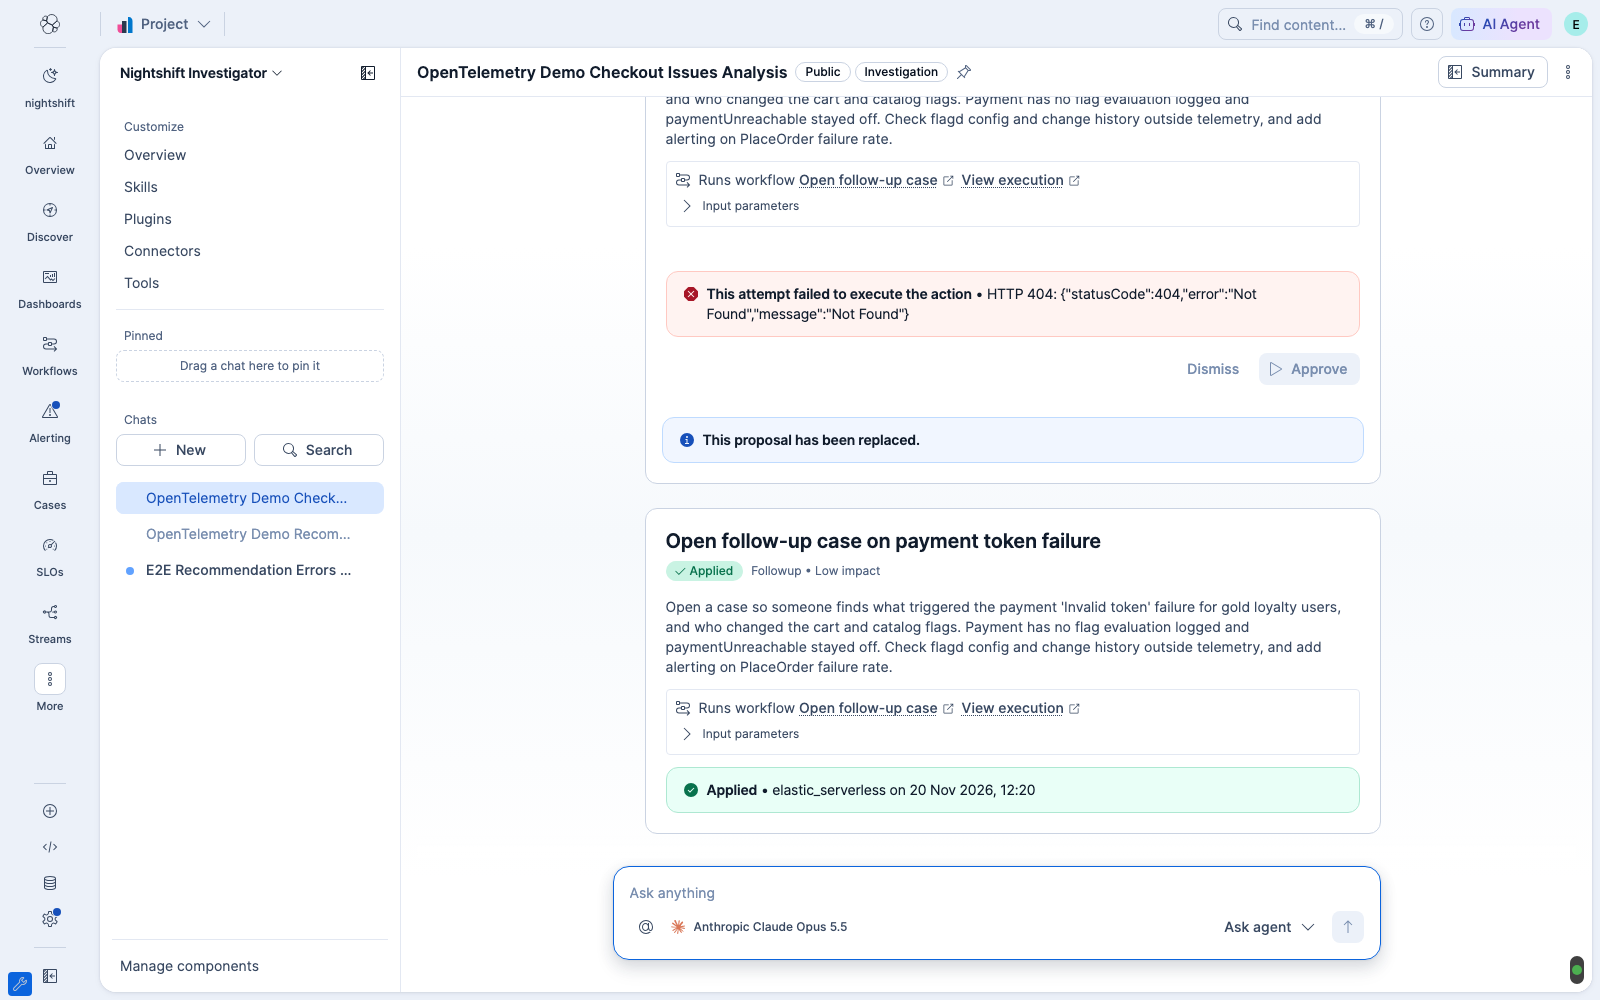 Project
Find content...
⌘ /
AI Agent
E
nightshift
Overview
Discover
Dashboards
Workflows
Alerting
Cases
SLOs
Streams
More
Nightshift Investigator
Customize
Overview
Skills
Plugins
Connectors
Tools
Pinned
Drag a chat here to pin it
Chats
New
Search
OpenTelemetry Demo Check...
OpenTelemetry Demo Recom...
E2E Recommendation Errors ...
Manage components
OpenTelemetry Demo Checkout Issues Analysis
Public
Investigation
Summary
and who changed the cart and catalog flags. Payment has no flag evaluation logged and
paymentUnreachable stayed off. Check flagd config and change history outside telemetry, and add
alerting on PlaceOrder failure rate.
Runs workflow Open follow-up case View execution
Input parameters
This attempt failed to execute the action • HTTP 404: {"statusCode":404,"error":"Not
Found","message":"Not Found"}
Dismiss
Approve
This proposal has been replaced.
Open follow-up case on payment token failure
Applied
Followup • Low impact
Open a case so someone finds what triggered the payment 'Invalid token' failure for gold loyalty users,
and who changed the cart and catalog flags. Payment has no flag evaluation logged and
paymentUnreachable stayed off. Check flagd config and change history outside telemetry, and add
alerting on PlaceOrder failure rate.
Runs workflow Open follow-up case View execution
Input parameters
Applied • elastic_serverless on 20 Nov 2026, 12:20
Ask anything
@
Anthropic Claude Opus 5.5
Ask agent